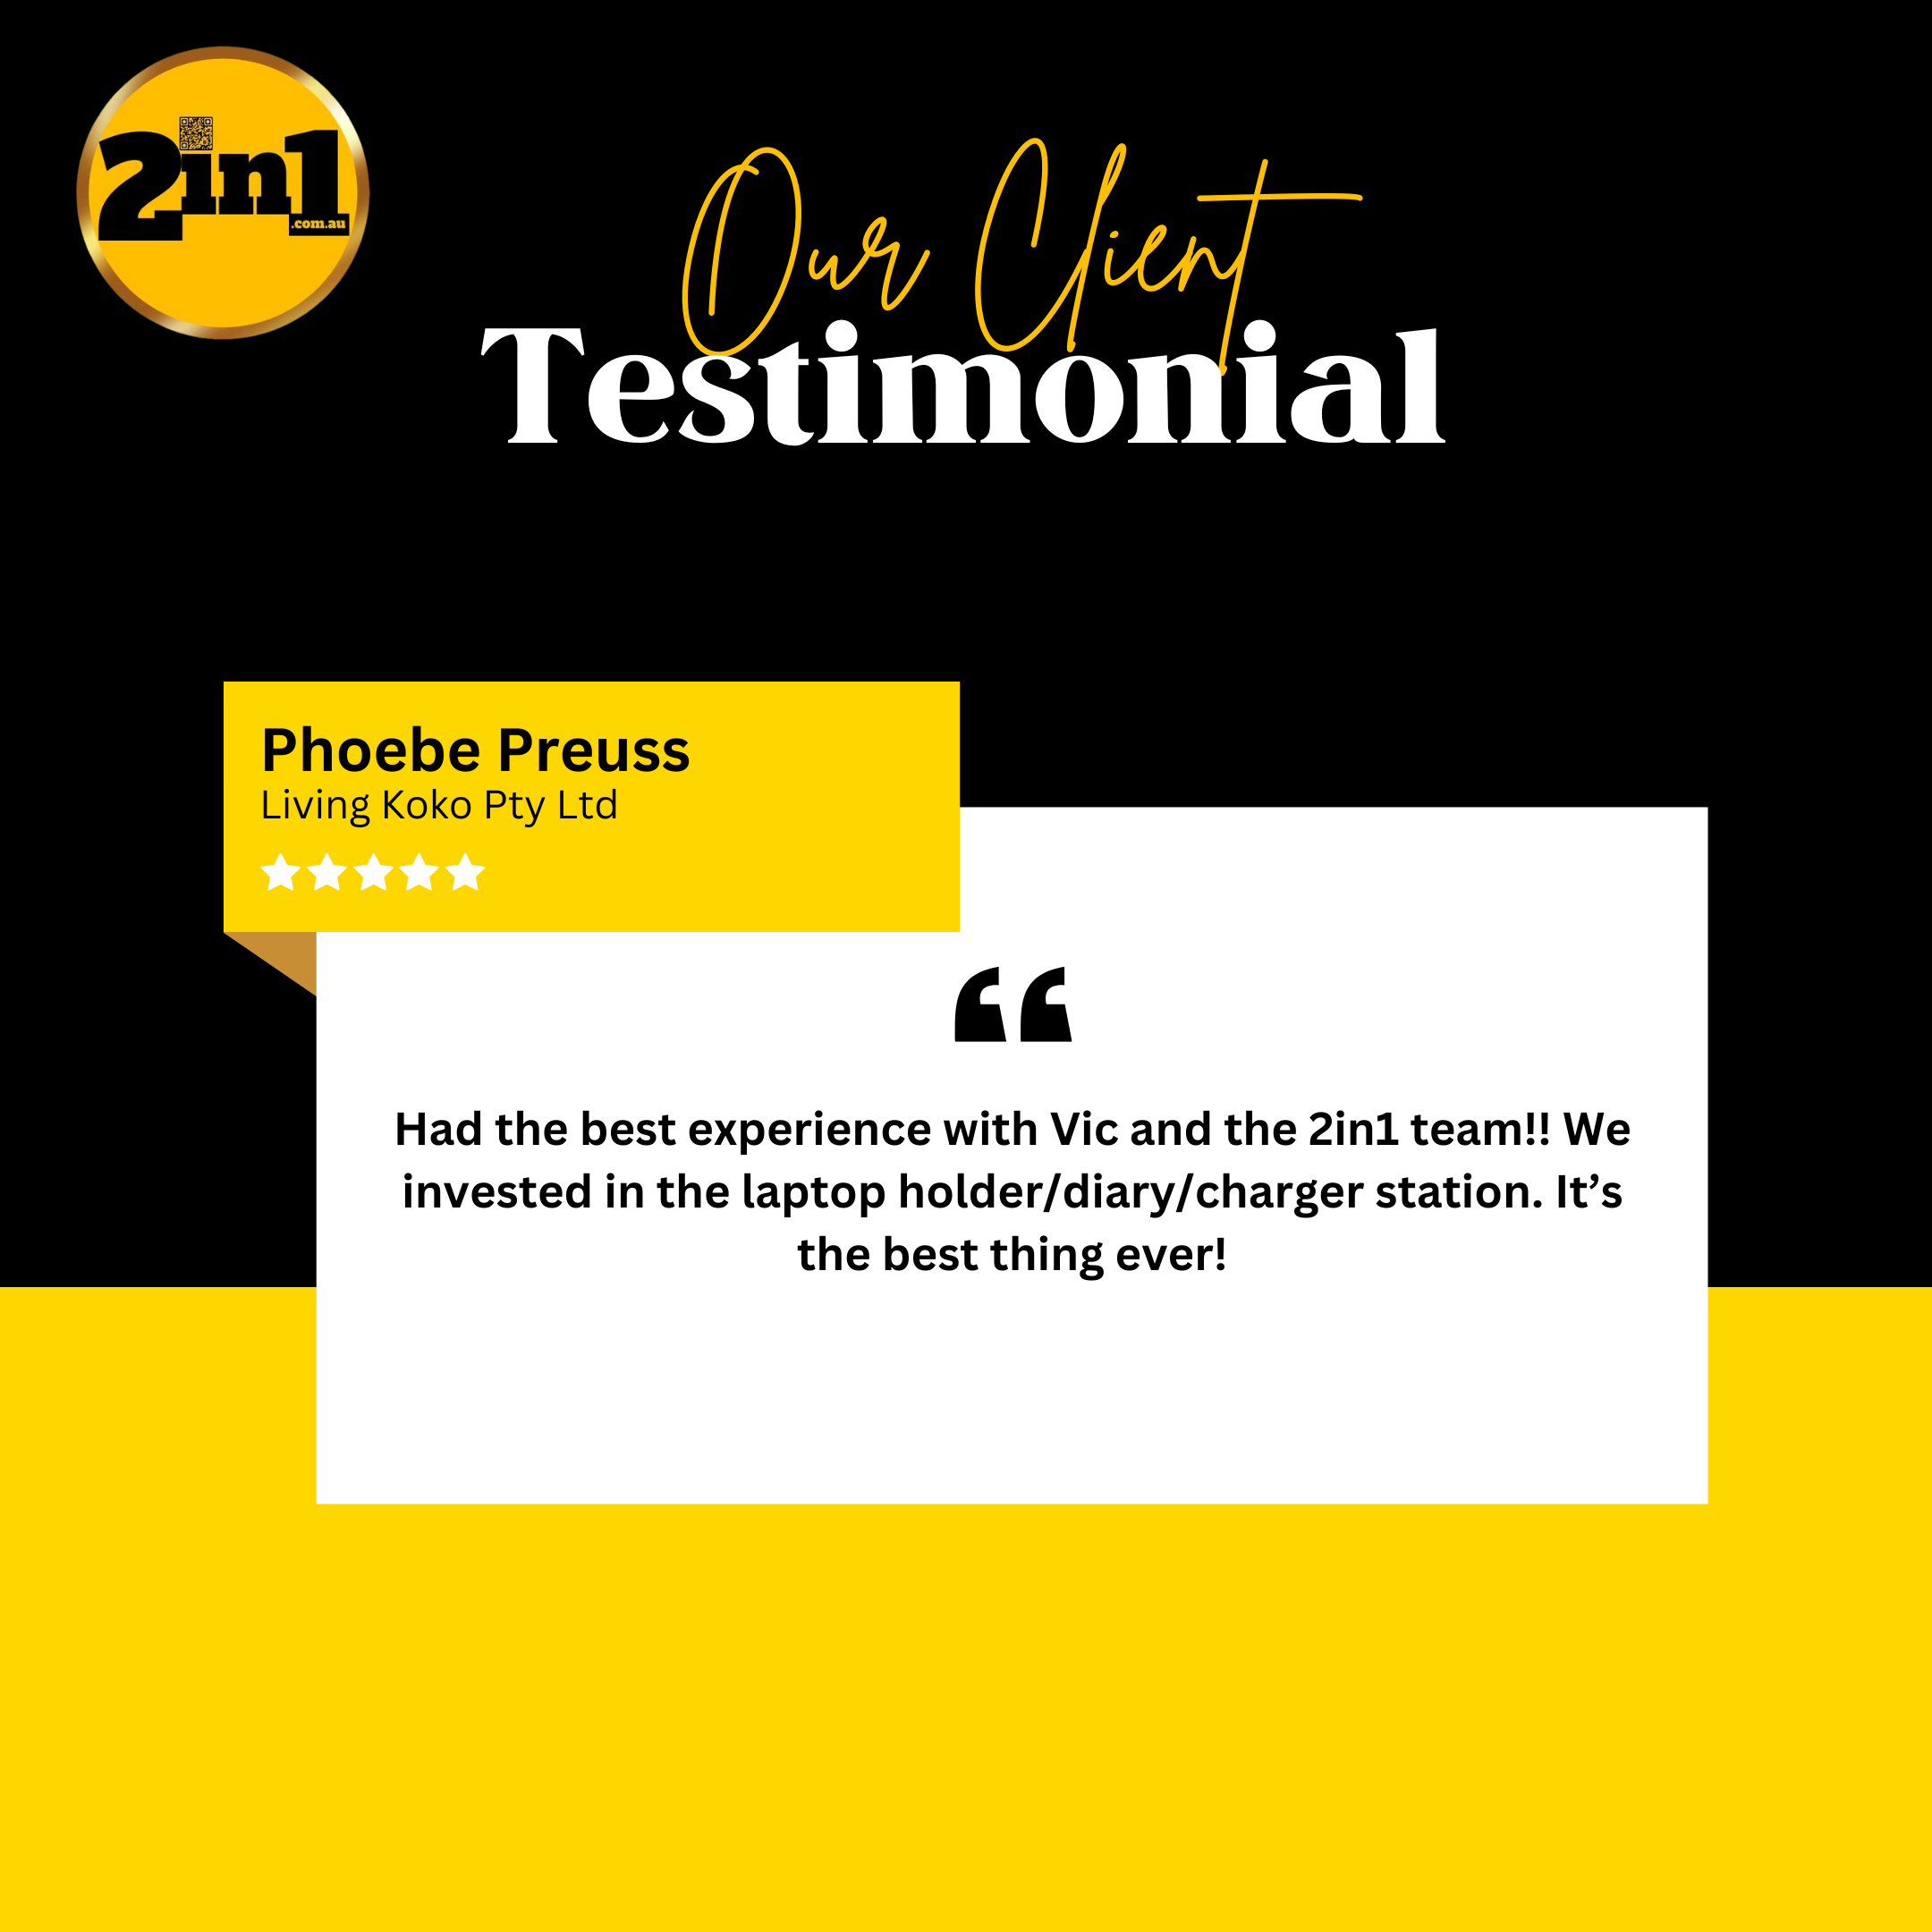 2in1
.com.au
Our Client
Testimonial
Phoebe Preuss
Living Koko Pty Ltd
“
Had the best experience with Vic and the 2in1 team!! We
invested in the laptop holder/diary/charger station. It’s
the best thing ever!